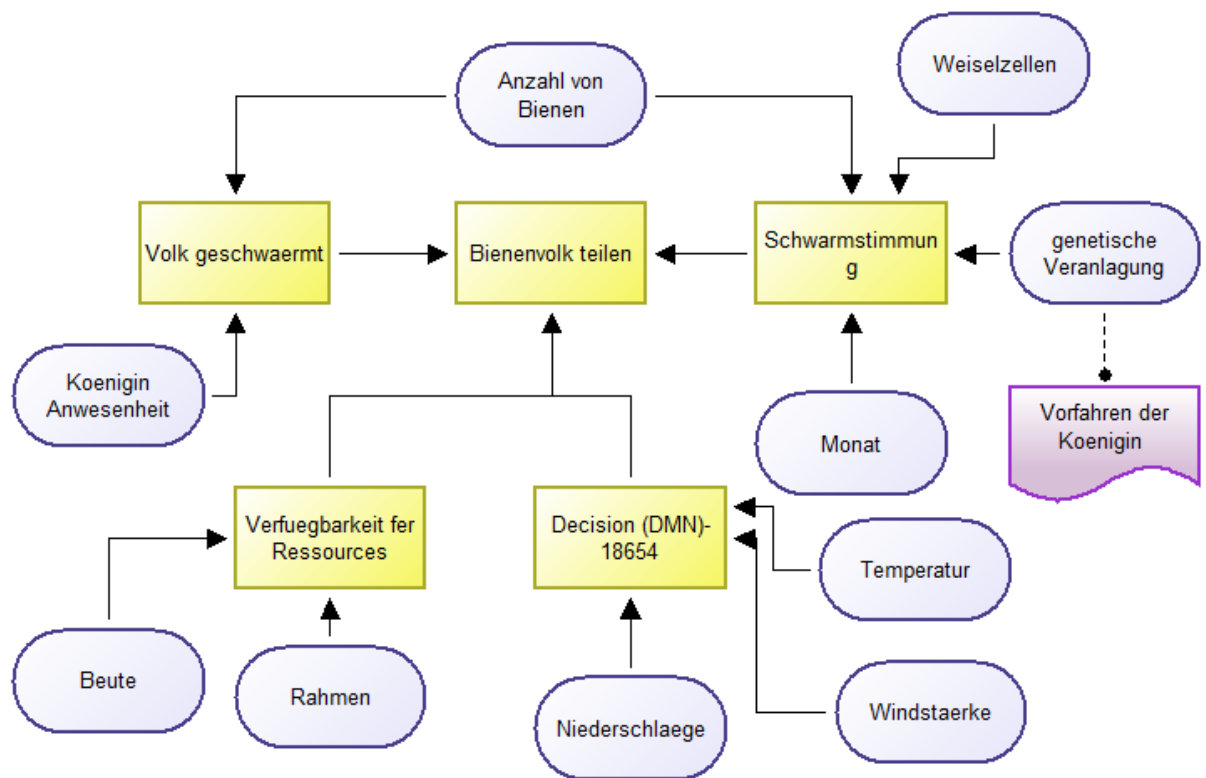 Weiselzellen
Anzahl von
Bienen
Volk geschwaermt
Bienenvolk teilen
Schwarmstimmun
g
genetische
Veranlagung
Koenigin
Anwesenheit
Monat
Vorfahren der
Koenigin
Verfuegbarkeit fer
Ressources
Decision (DMN)-
18654
Temperatur
Beute
Rahmen
Niederschlaege
Windstaerke